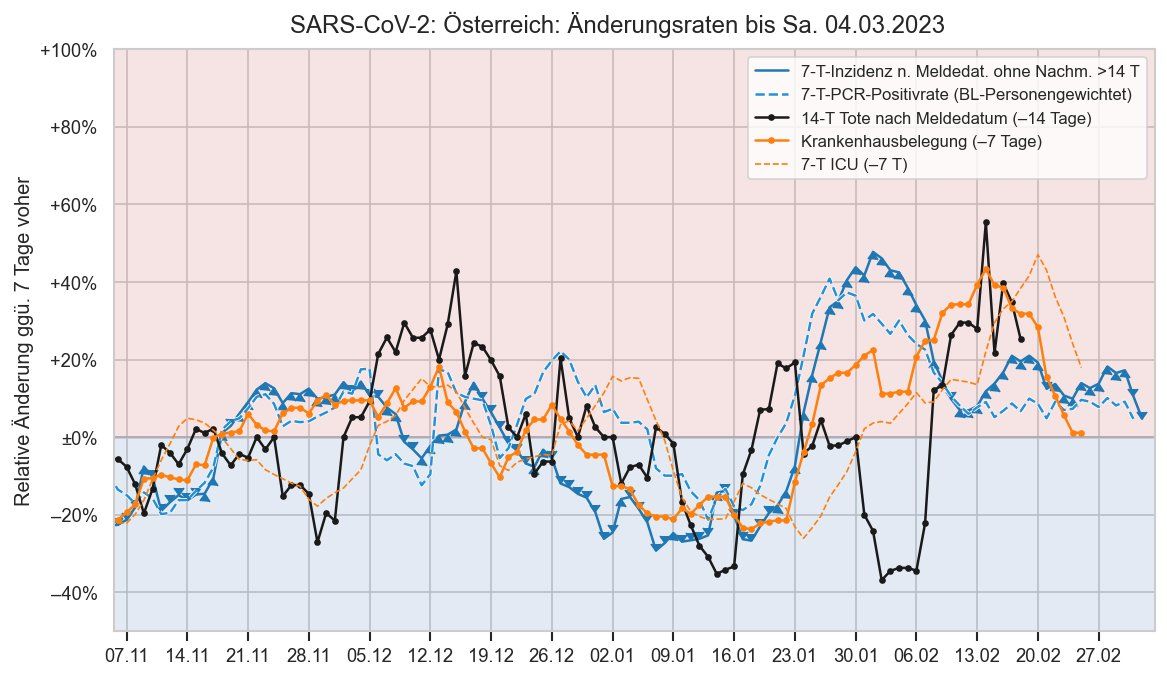 SARS-CoV-2: Österreich: Änderungsraten bis Sa. 04.03.2023
Relative Änderung ggü. 7 Tage voher
+100%
+80%
+60%
+40%
+20%
±0%
–20%
–40%
7-T-Inzidenz n. Meldedat. ohne Nachm. >14 T
7-T-PCR-Positivrate (BL-Personengewichtet)
14-T Tote nach Meldedatum (–14 Tage)
Krankenhausbelegung (–7 Tage)
7-T ICU (–7 T)
07.11 14.11 21.11 28.11 05.12 12.12 19.12 26.12 02.01 09.01 16.01 23.01 30.01 06.02 13.02 20.02 27.02